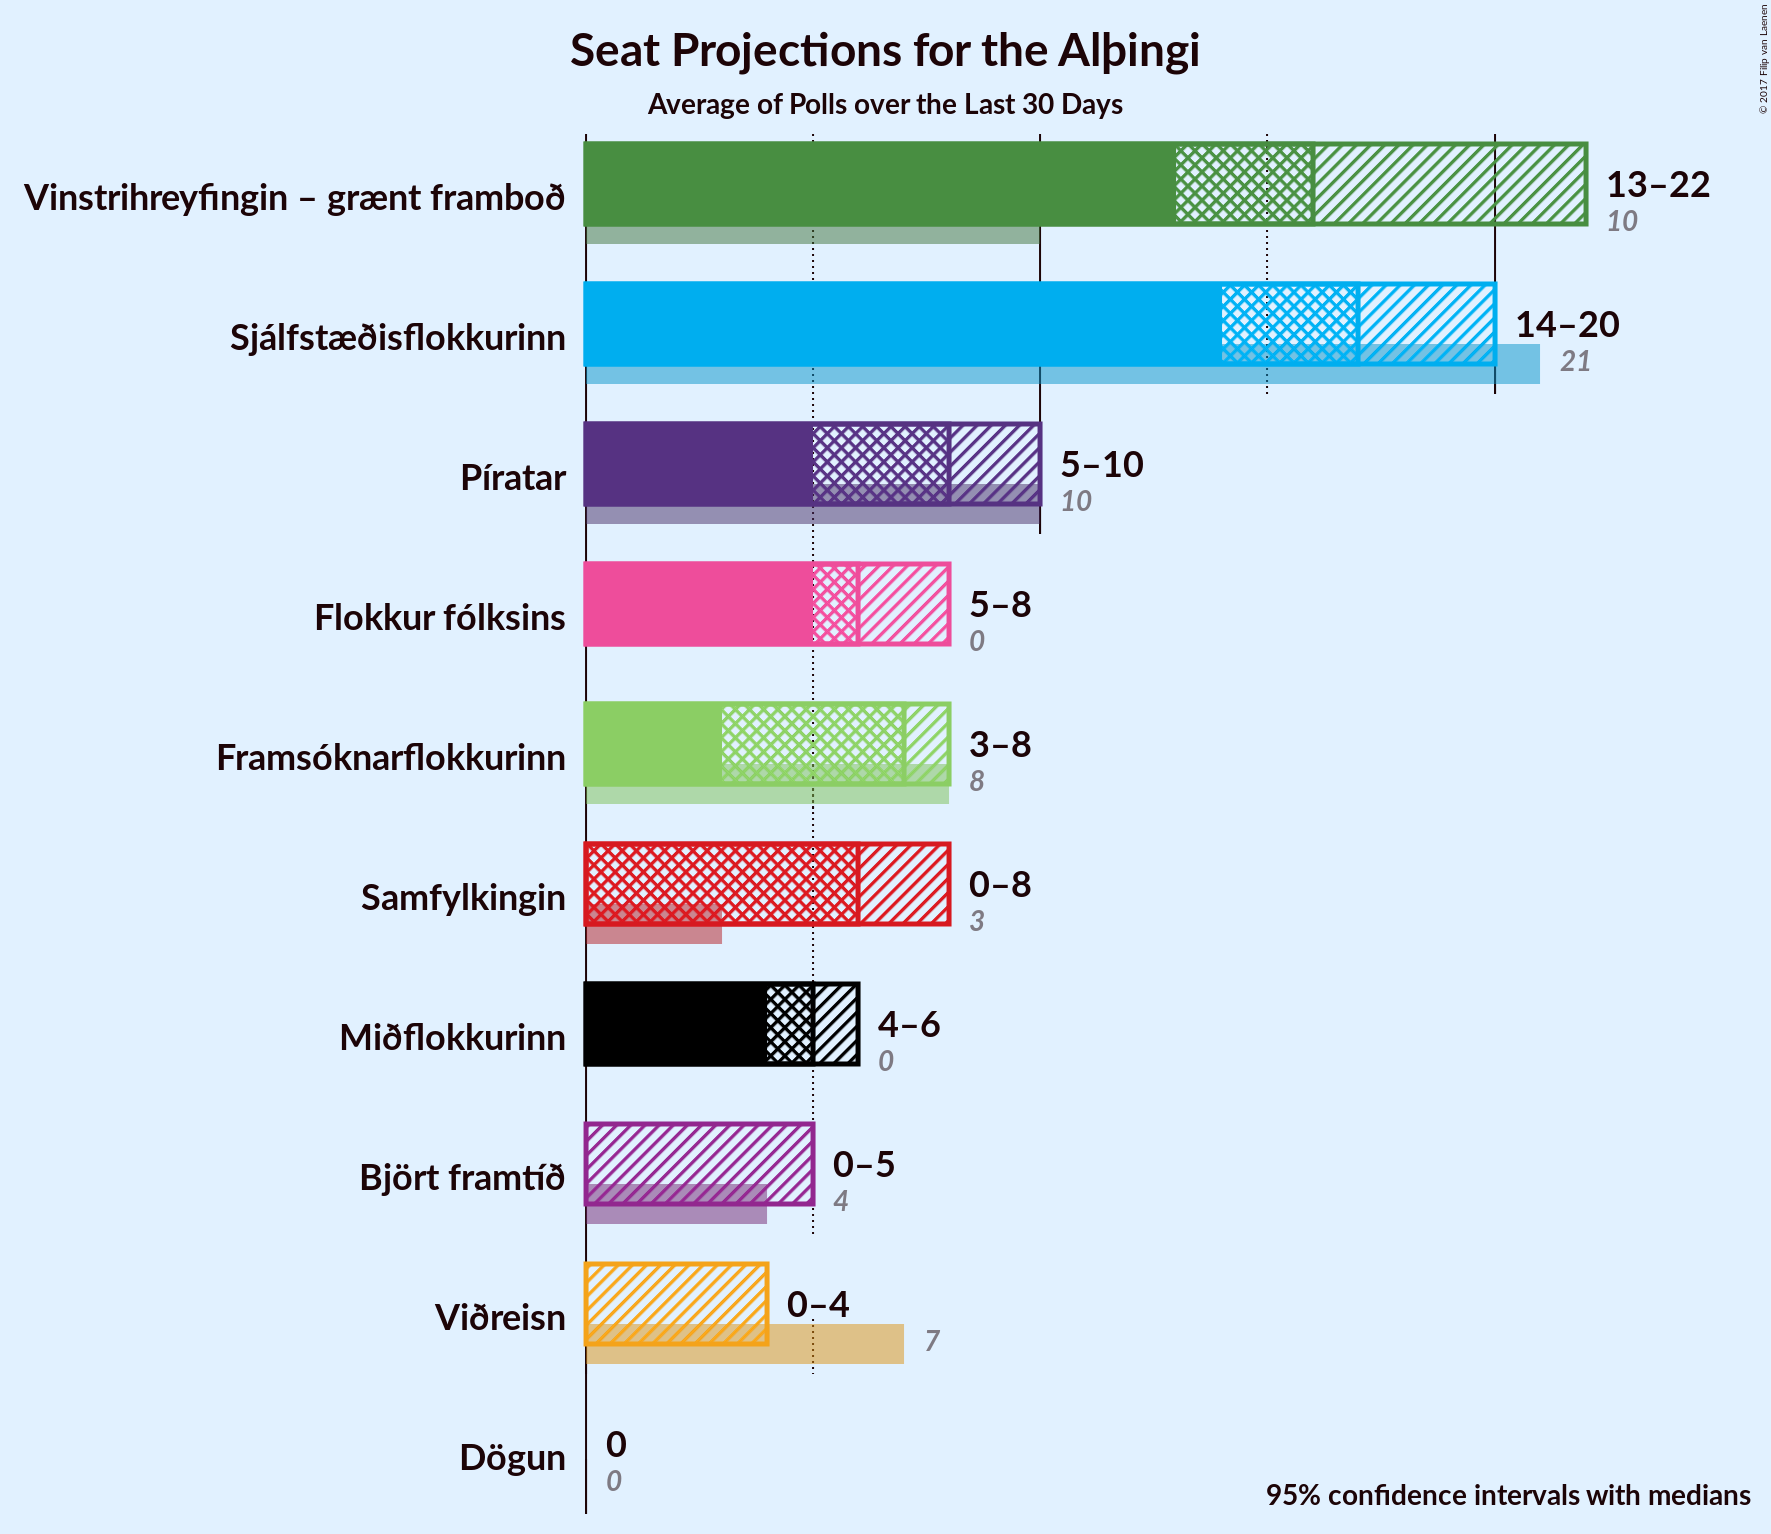 Seat Projections for the Alþingi
Average of Polls over the Last 30 Days
© 2017 Filip van Laenen
Vinstrihreyfingin – grænt framboð
13–22
10
Sjálfstæðisflokkurinn
14–20
21
Píratar
5–10
10
Flokkur fólksins
5–8
0
Framsóknarflokkurinn
3–8
8
Samfylkingin
0–8
3
Miðflokkurinn
4–6
0
Björt framtíð
0–5
4
Viðreisn
0–4
7
Dögun
0
0
95% confidence intervals with medians